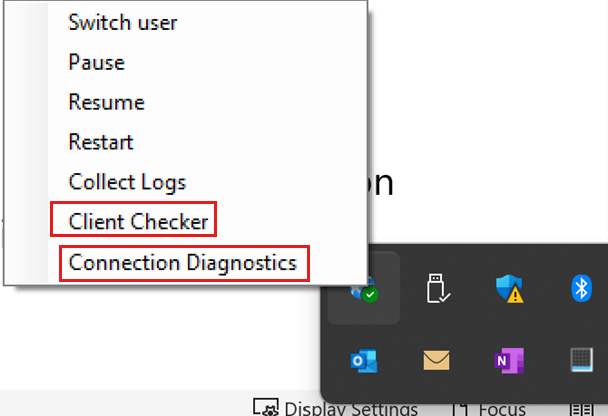 Switch user
Pause
Resume
Restart
Collect Logs
on
Client Checker
Connection Diagnostics
Display Settings
Focus